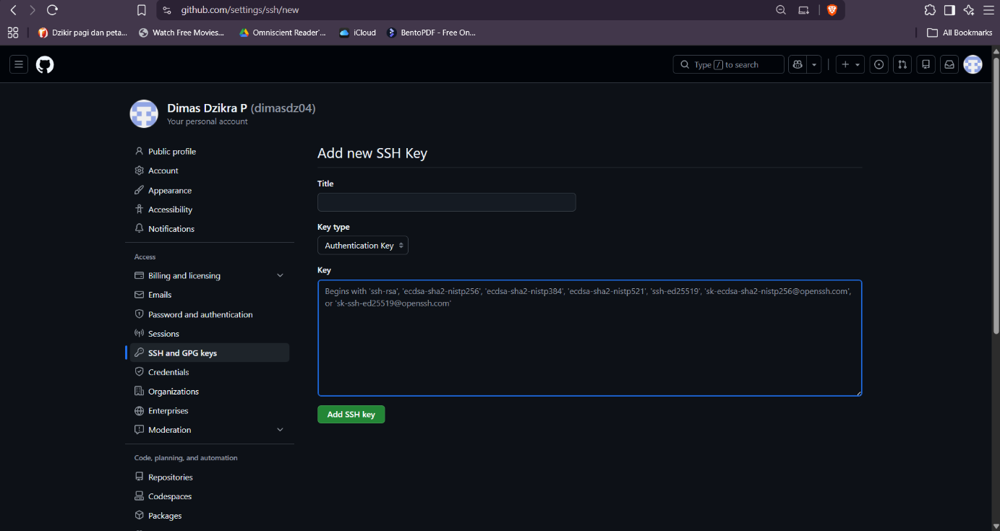 github.com/settings/ssh/new
Dzikir pagi dan peta...
Watch Free Movies...
Omniscient Reader'...
iCloud
BentoPDF - Free On...
All Bookmarks
Type / to search
Dimas Dzikra P (dimasdz04)
Your personal account
Public profile
Account
Appearance
Accessibility
Notifications
Access
Billing and licensing
Emails
Password and authentication
Sessions
SSH and GPG keys
Credentials
Organizations
Enterprises
Moderation
Code, planning, and automation
Repositories
Codespaces
Packages
Add new SSH Key
Title
Key type
Authentication Key
Key
Begins with 'ssh-rsa', 'ecdsa-sha2-nistp256', 'ecdsa-sha2-nistp384', 'ecdsa-sha2-nistp521', 'ssh-ed25519', 'sk-ecdsa-sha2-nistp256@openssh.com',
or 'sk-ssh-ed25519@openssh.com'
Add SSH key